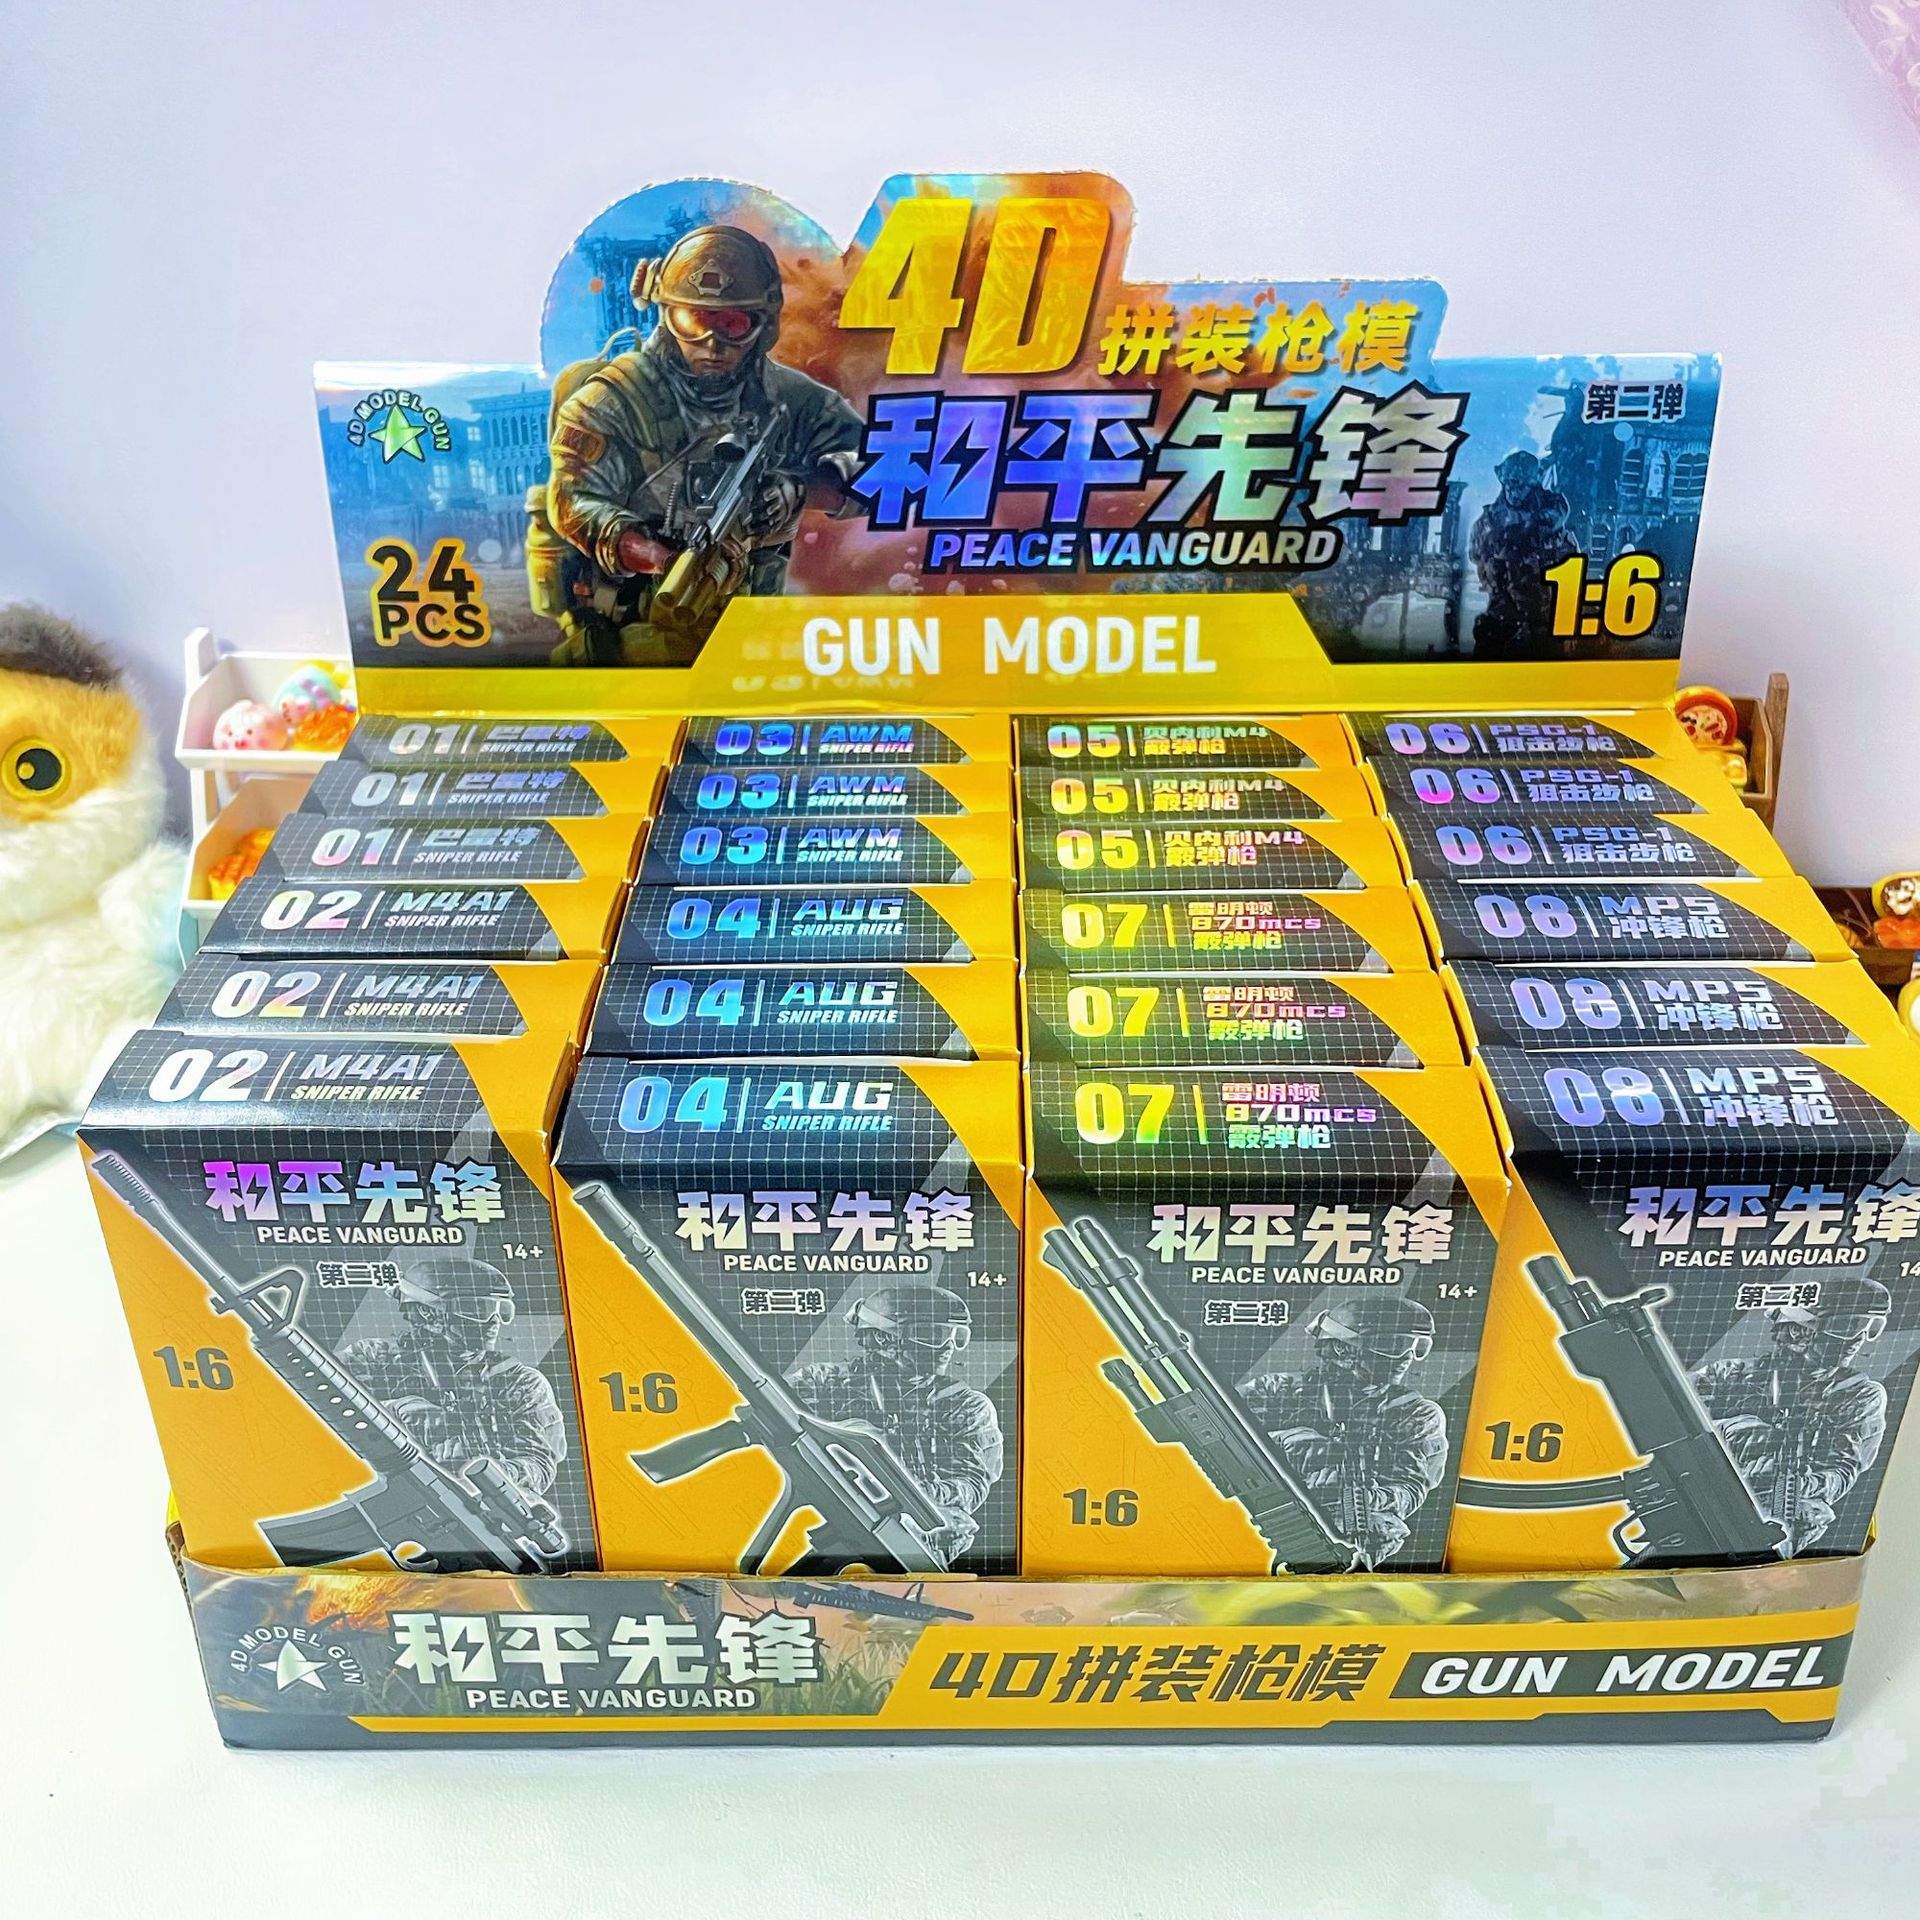 4D拼装枪模
4D MODEL GUN
和平先锋
第二弹
PEACE VANGUARD
24
PCS
1:6
GUN MODEL
01 巴雷特
SNIPER RIFLE
03 AWM
SNIPER RIFLE
05 贝内利M4
霰弹枪
06 PSG-1
狙击步枪
01 巴雷特
SNIPER RIFLE
03 AWM
SNIPER RIFLE
05 贝内利M4
霰弹枪
06 PSG-1
狙击步枪
01 巴雷特
SNIPER RIFLE
03 AWM
SNIPER RIFLE
05 贝内利M4
霰弹枪
06 PSG-1
狙击步枪
02 M4A1
SNIPER RIFLE
04 AUG
SNIPER RIFLE
07 雷明顿
870mcs
霰弹枪
08 MP5
冲锋枪
02 M4A1
SNIPER RIFLE
04 AUG
SNIPER RIFLE
07 雷明顿
870mcs
霰弹枪
08 MP5
冲锋枪
02 M4A1
SNIPER RIFLE
04 AUG
SNIPER RIFLE
07 雷明顿
870mcs
霰弹枪
08 MP5
冲锋枪
和平先锋
PEACE VANGUARD
14+
第二弹
1:6
和平先锋
PEACE VANGUARD
14+
第二弹
1:6
和平先锋
PEACE VANGUARD
14+
第二弹
1:6
和平先锋
PEACE VANGUARD
14
第二弹
1:6
4D MODEL GUN
和平先锋
PEACE VANGUARD
4D拼装枪模
GUN MODEL